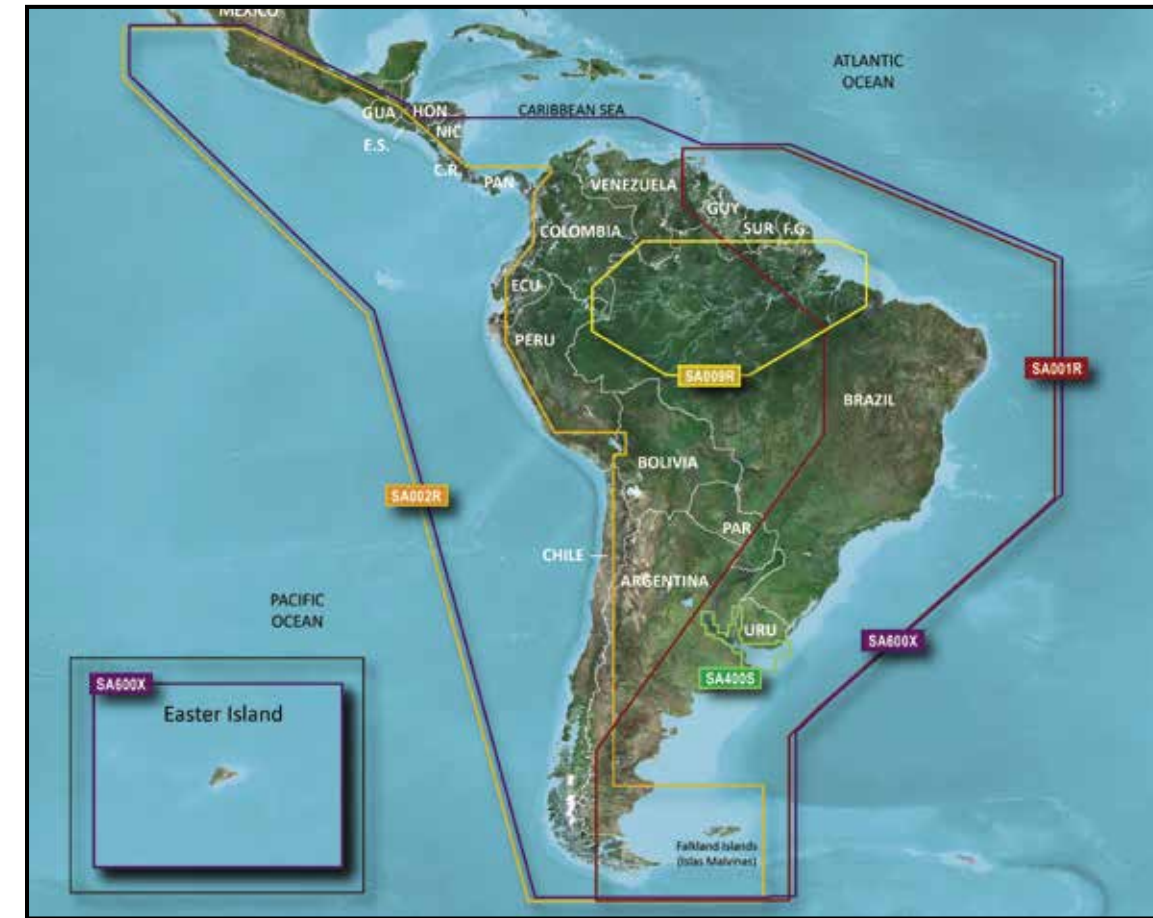 MEXICO
ATLANTIC
OCEAN
CARIBBEAN SEA
GUA
HON
NIC
E.S.
C.R.
PAN
VENEZUELA
GUY
SUR
F.G.
COLOMBIA
ECU
PERU
SA009R
SA001R
BRAZIL
BOLIVIA
SA002R
PAR
CHILE
ARGENTINA
PACIFIC
OCEAN
URU
SA600X
SA400S
SA600X
Easter Island
Falkland Islands
(Islas Malvinas)